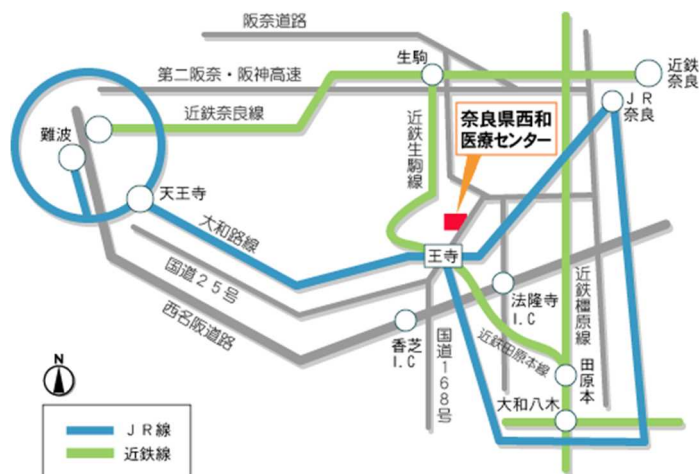 阪奈道路
生駒
近鉄
奈良
第二阪奈・阪神高速
近鉄奈良線
JR
奈良
奈良県西和
医療センター
近鉄生駒線
難波
天王寺
大和路線
王寺
国道25号
西名阪道路
法隆寺
I.C
近鉄橿原線
香芝
I.C
国道168号
近鉄田原本線
田原本
大和八木
N
JR線
近鉄線